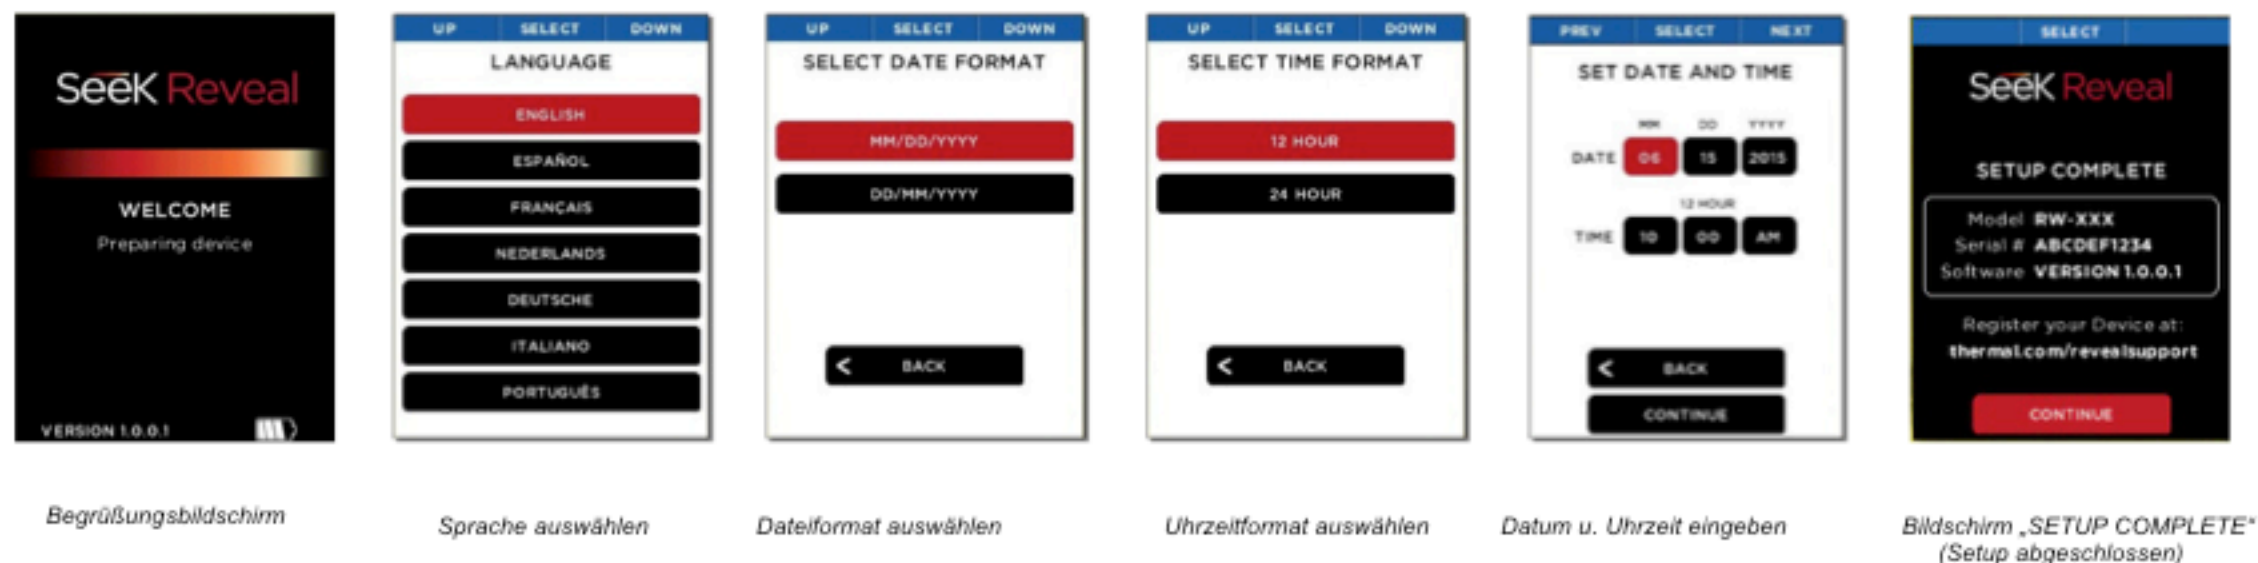 Seek Reveal
WELCOME
Preparing device
VERSION 1.0.0.1
Begrüßungsbildschirm
UP SELECT DOWN
LANGUAGE
ENGLISH
ESPAÑOL
FRANÇAIS
NEDERLANDS
DEUTSCHE
ITALIANO
PORTUGUÊS
Sprache auswählen
UP SELECT DOWN
SELECT DATE FORMAT
MM/DD/YYYY
DD/MM/YYYY
< BACK
Dateiformat auswählen
UP SELECT DOWN
SELECT TIME FORMAT
12 HOUR
24 HOUR
< BACK
Uhrzeitformat auswählen
PREV SELECT NEXT
SET DATE AND TIME
MM DD YYYY
DATE 06 15 2015
12 HOUR
TIME 10 00 AM
< BACK
CONTINUE
Datum u. Uhrzeit eingeben
SELECT
Seek Reveal
SETUP COMPLETE
Model RW-XXX
Serial # ABCDEF1234
Software VERSION 1.0.0.1
Register your Device at:
thermal.com/revealsupport
CONTINUE
Bildschirm „SETUP COMPLETE“
(Setup abgeschlossen)